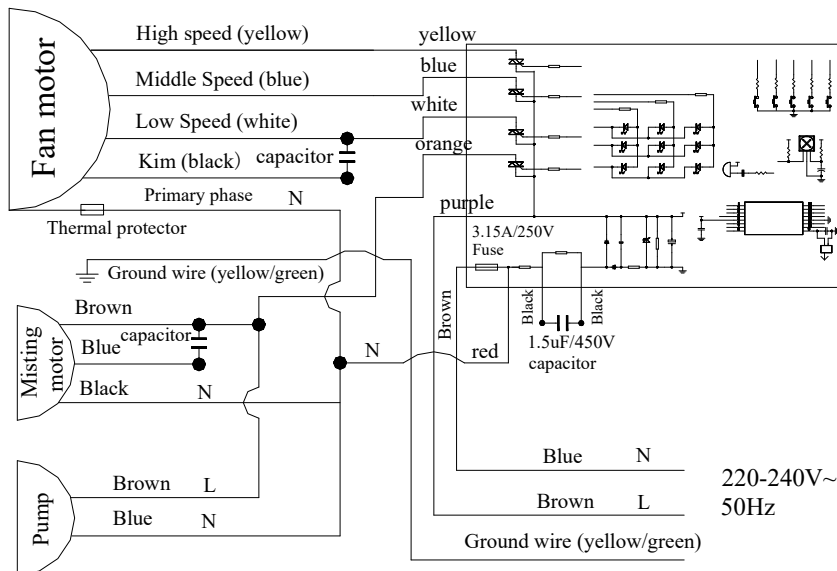 Fan motor
High speed (yellow)
yellow
Middle Speed (blue)
blue
Low Speed (white)
white
capacitor
orange
Kim (black)
Primary phase N
Thermal protector
purple
3.15A/250V
Fuse
Ground wire (yellow/green)
Brown
Black
Black
1.5uF/450V
capacitor
Misting
motor
Brown
capacitor
Blue
Black N
N red
Pump
Brown L
Blue N
Blue N
Brown L
220-240V~
50Hz
Ground wire (yellow/green)